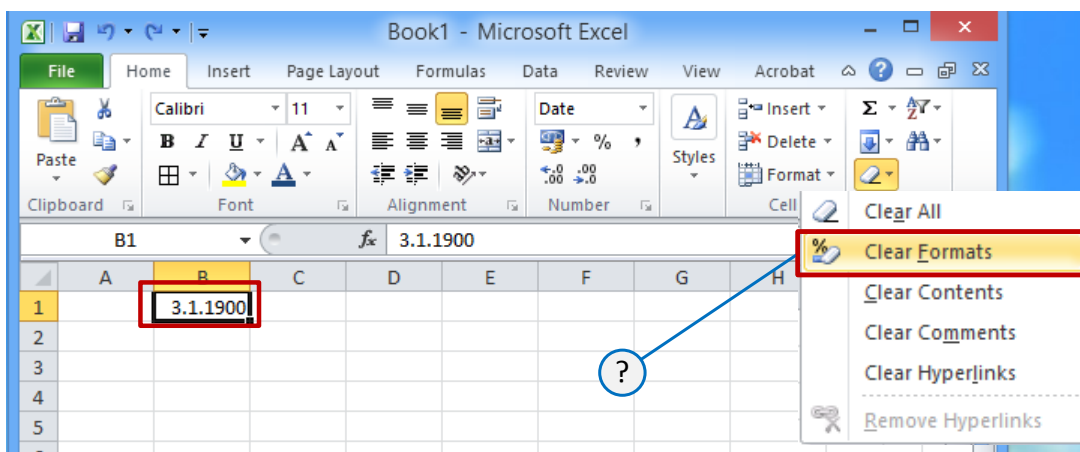 Book1 - Microsoft Excel
File Home Insert Page Layout Formulas Data Review View Acrobat ?
Calibri 11 Date Insert Σ
Paste B I U A A % , Styles Delete
A Format
Clipboard Font Alignment Number Cell
Clear All
B1 fx 3.1.1900
% Clear Formats
A B C D E F G H
Clear Contents
1 3.1.1900
Clear Comments
2
3 ? Clear Hyperlinks
4
5 Remove Hyperlinks